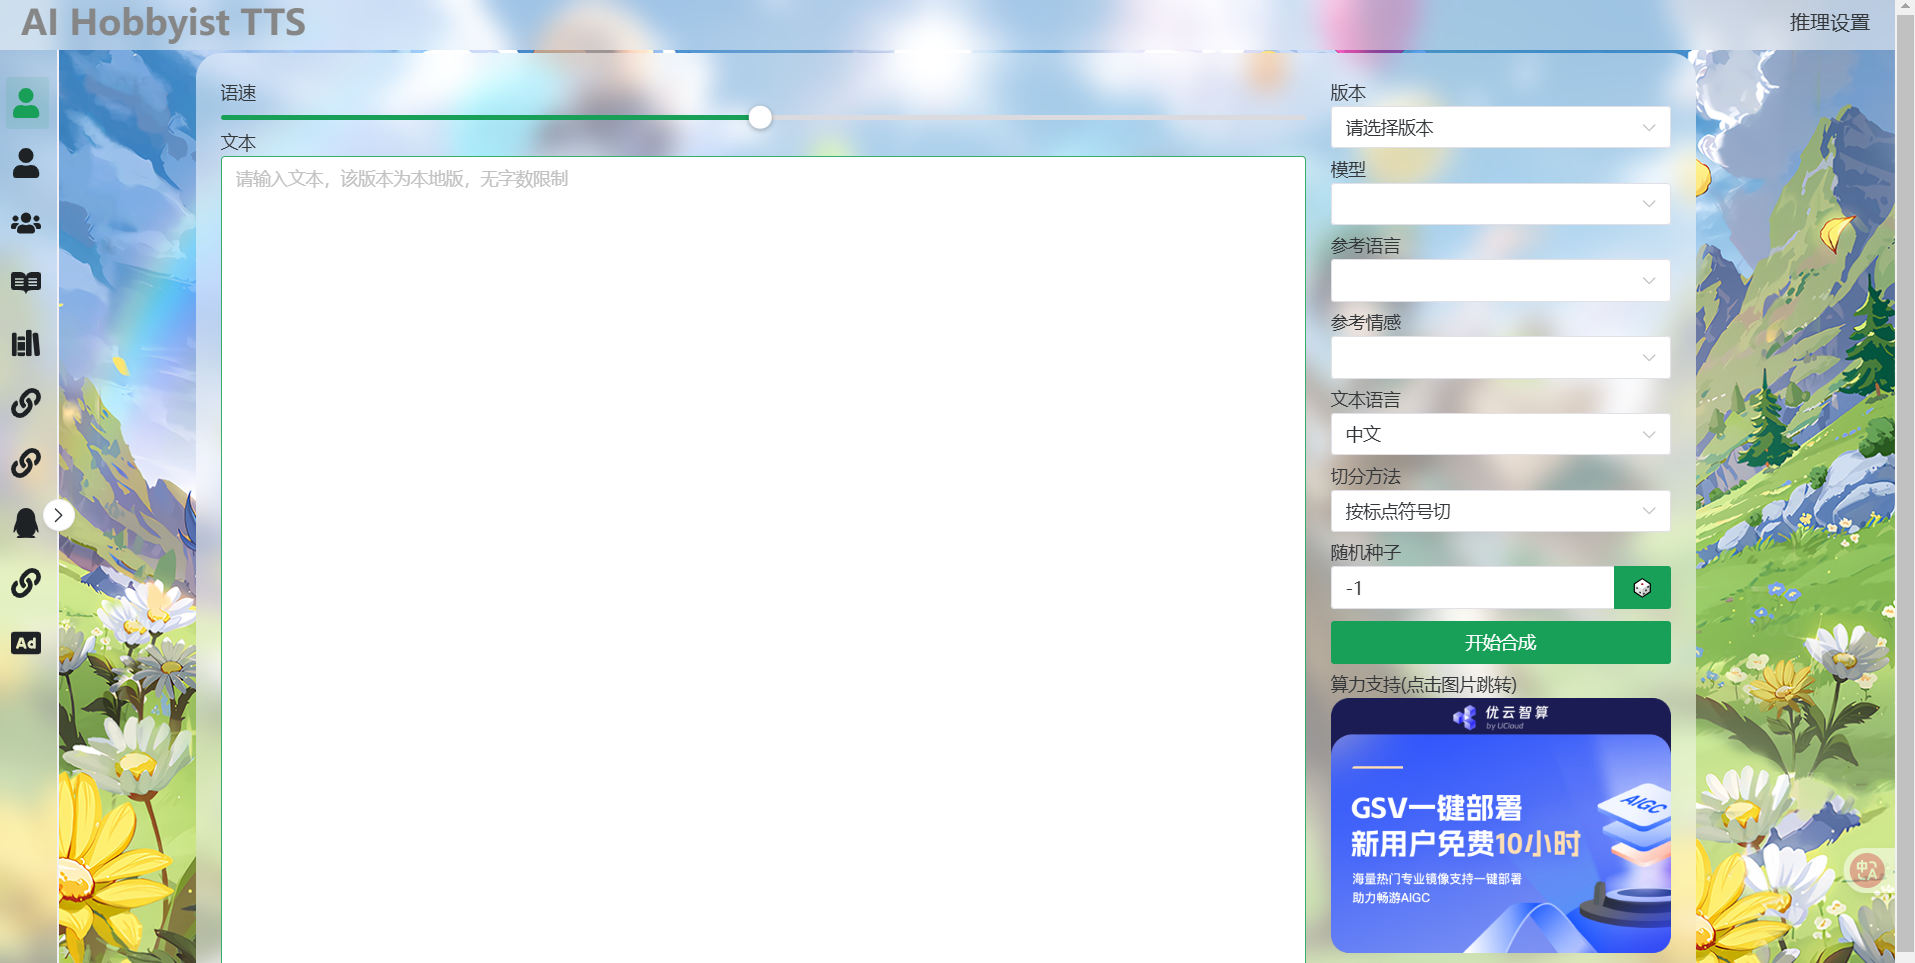 AI Hobbyist TTS
推理设置
语速
文本
请输入文本，该版本为本地版，无字数限制
版本
请选择版本
模型
参考语言
参考情感
文本语言
中文
切分方法
按标点符号切
随机种子
-1
开始合成
算力支持(点击图片跳转)
优云智算
by UCloud
GSV一键部署
新用户免费10小时
海量热门专业镜像支持一键部署
助力畅游AIGC
AIGC
Ad
中
A